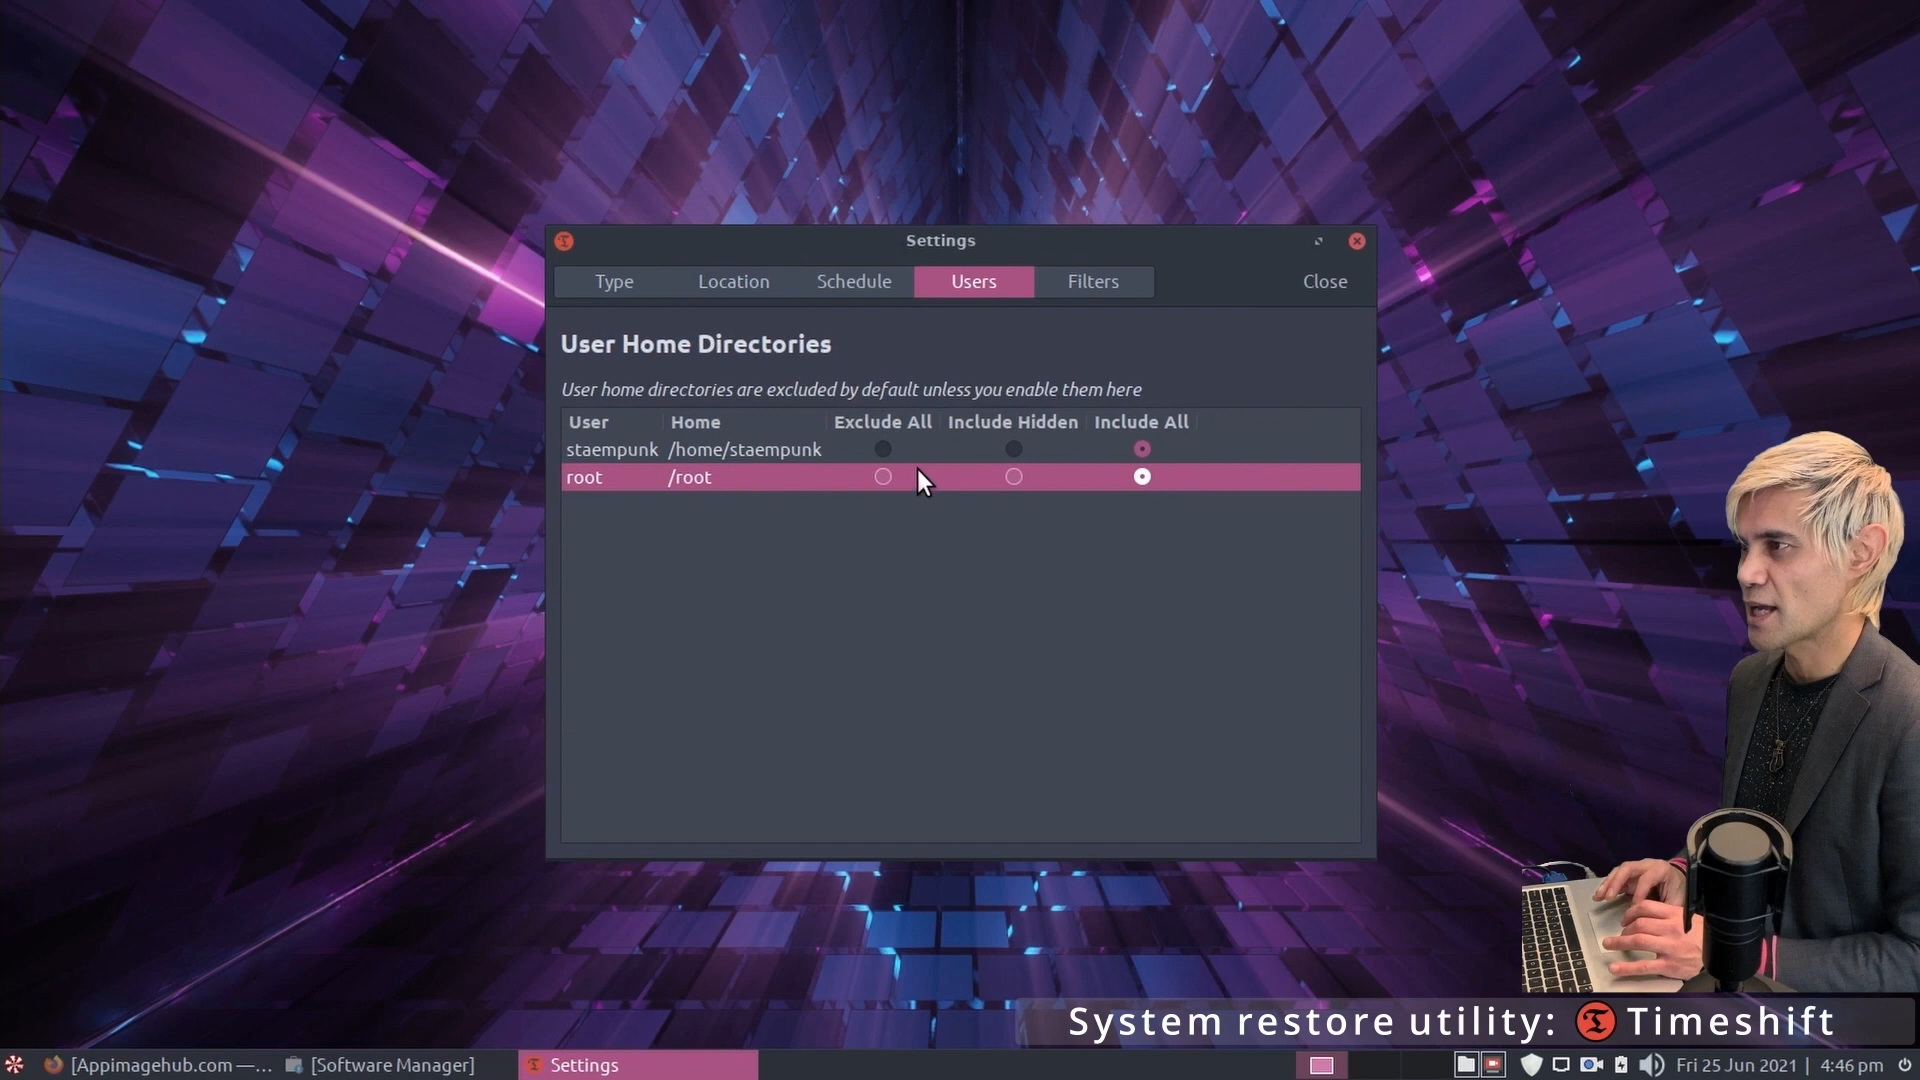 Settings
Type Location Schedule Users Filters Close
User Home Directories
User home directories are excluded by default unless you enable them here
User Home Exclude All Include Hidden Include All
staempunk /home/staempunk
root /root
System restore utility: Timeshift
[Appimagehub.com —... [Software Manager] Settings Fri 25 Jun 2021 | 4:46 pm